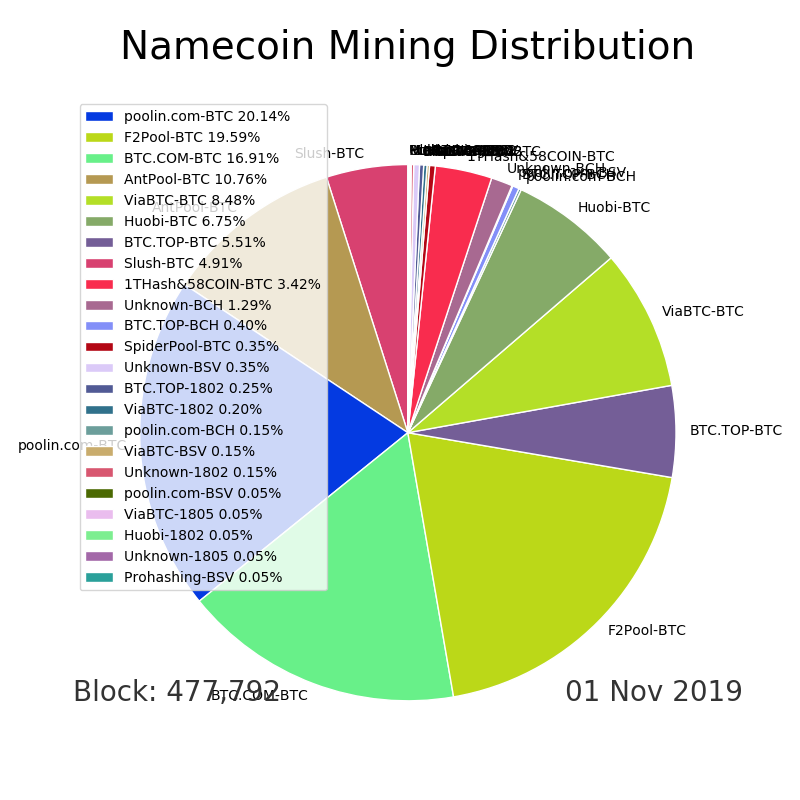 Namecoin Mining Distribution
poolin.com-BTC 20.14%
F2Pool-BTC 19.59%
BTC.COM-BTC 16.91%
AntPool-BTC 10.76%
ViaBTC-BTC 8.48%
Huobi-BTC 6.75%
BTC.TOP-BTC 5.51%
Slush-BTC 4.91%
1THash&58COIN-BTC 3.42%
Unknown-BCH 1.29%
BTC.TOP-BCH 0.40%
SpiderPool-BTC 0.35%
Unknown-BSV 0.35%
BTC.TOP-1802 0.25%
ViaBTC-1802 0.20%
poolin.com-BCH 0.15%
ViaBTC-BSV 0.15%
Unknown-1802 0.15%
poolin.com-BSV 0.05%
ViaBTC-1805 0.05%
Huobi-1802 0.05%
Unknown-1805 0.05%
Prohashing-BSV 0.05%
Slush-BTC
1THash&58COIN-BTC
Unknown-BCH
poolin.com-BCH
Huobi-BTC
AntPool-BTC
ViaBTC-BTC
BTC.TOP-BTC
poolin.com-BTC
F2Pool-BTC
BTC.COM-BTC
Block: 477,792
01 Nov 2019